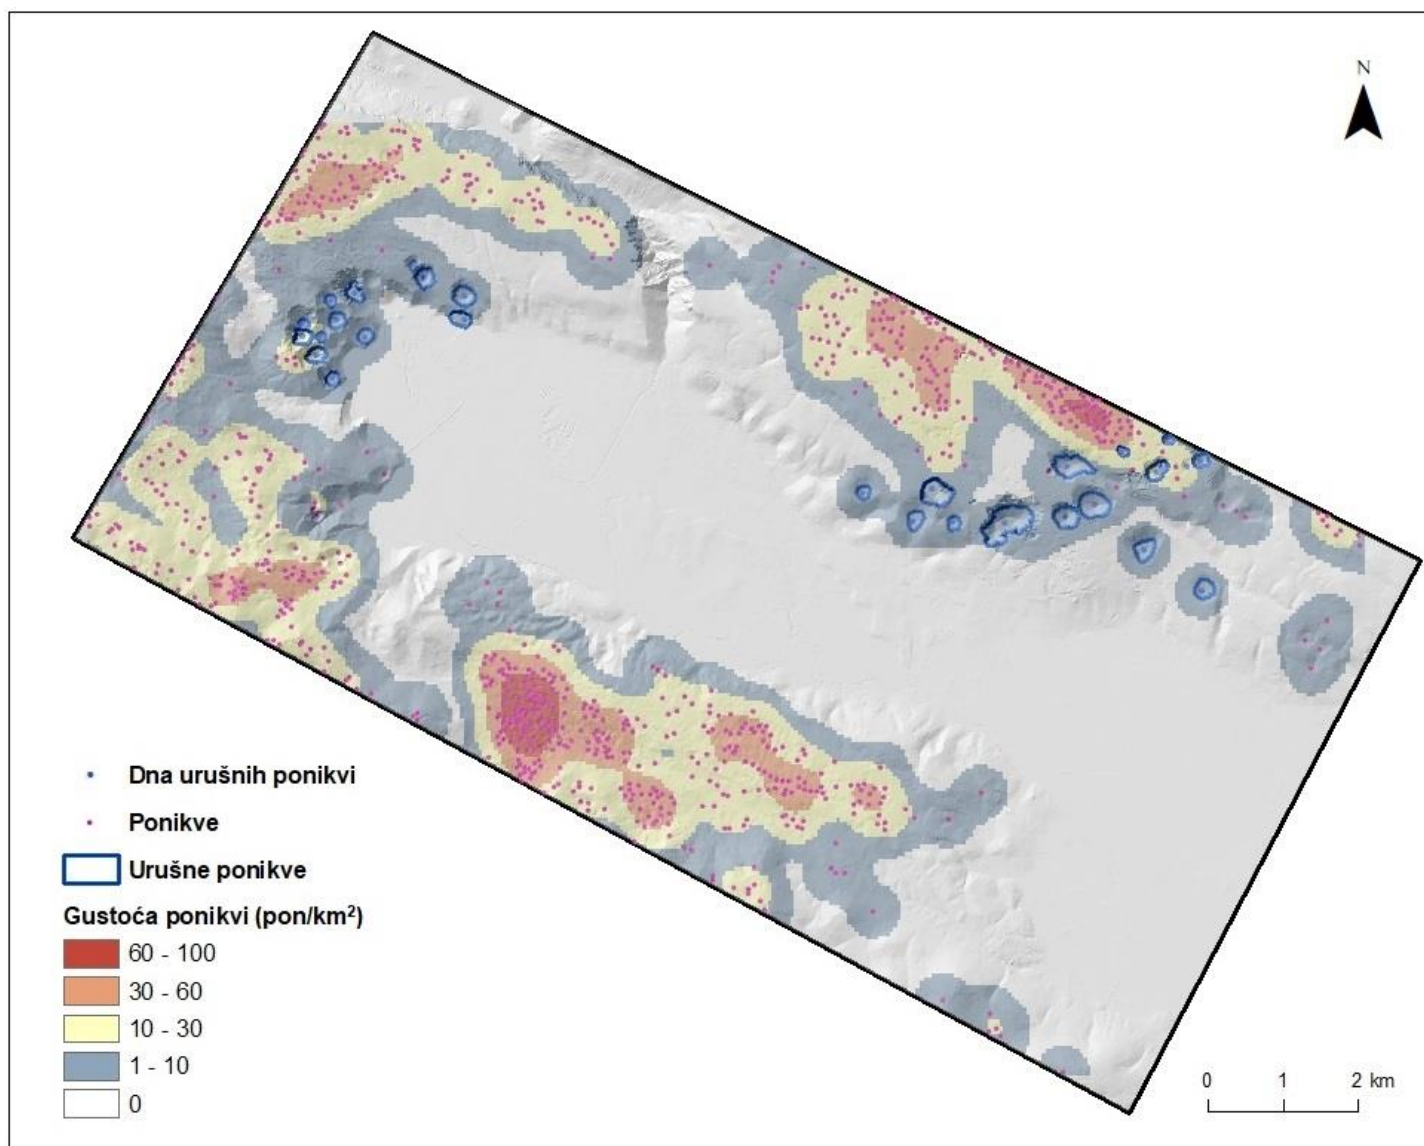 N
Dna urušnih ponikvi
Ponikve
Urušne ponikve
Gustoća ponikvi (pon/km²)
60 - 100
30 - 60
10 - 30
1 - 10
0
0 1 2 km